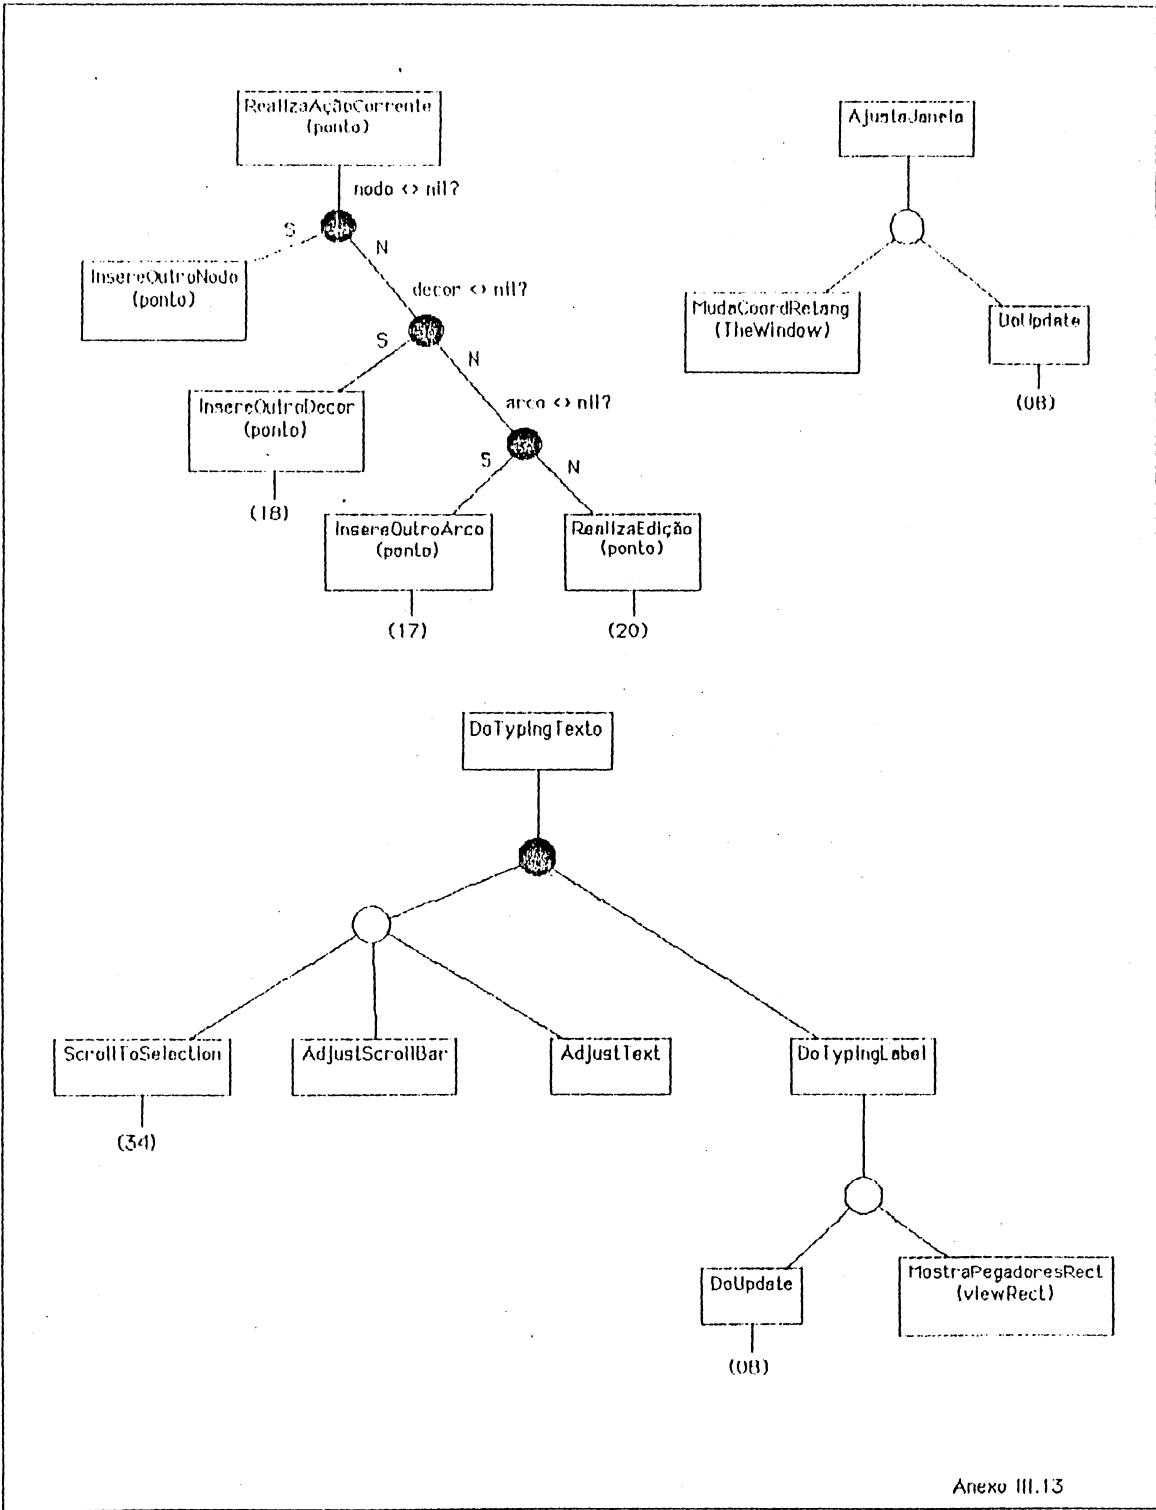 RealizaAçãoCorrente
(ponto)
nodo <> nil?
S
N
InsereOutroNodo
(ponto)
decor <> nil?
S
N
InsereOutroDecor
(ponto)
(18)
arco <> nil?
S
N
InsereOutroArco
(ponto)
(17)
RealizaEdição
(ponto)
(20)
AjustaJanela
MudaCoordRetang
(TheWindow)
DoUpdate
(08)
DoTypingTexto
ScrollToSelection
(34)
AdjustScrollBar
AdjustText
DoTypingLabel
DoUpdate
(08)
MostraPegadoresRect
(viewRect)
Anexo III.13